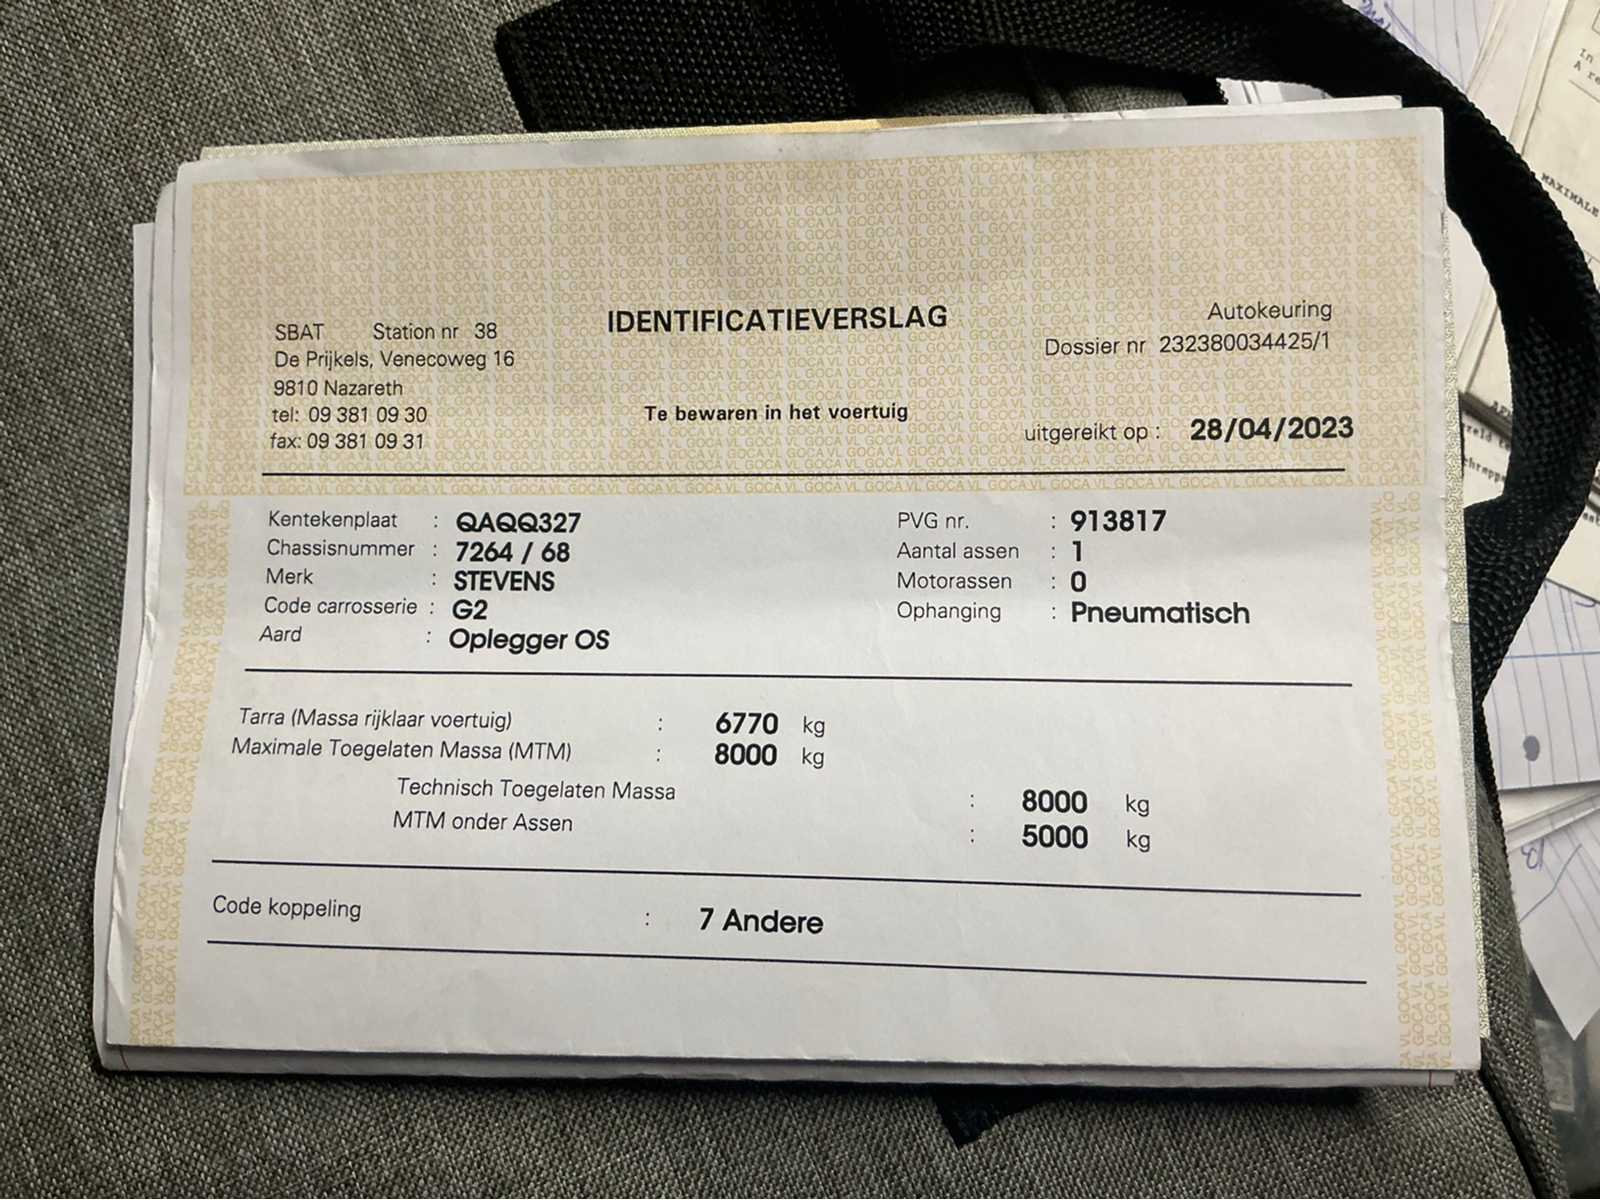 IDENTIFICATIEVERSLAG
SBAT Station nr 38
De Prijkels, Venecoweg 16
9810 Nazareth
tel: 09 381 09 30
fax: 09 381 09 31
Te bewaren in het voertuig
Autokeuring
Dossier nr 232380034425/1
uitgereikt op : 28/04/2023
Kentekenplaat : QAQQ327
Chassisnummer : 7264 / 68
Merk : STEVENS
Code carrosserie : G2
Aard : Oplegger OS
PVG nr. : 913817
Aantal assen : 1
Motorassen : 0
Ophanging : Pneumatisch
Tarra (Massa rijklaar voertuig) : 6770 kg
Maximale Toegelaten Massa (MTM) : 8000 kg
Technisch Toegelaten Massa : 8000 kg
MTM onder Assen : 5000 kg
Code koppeling : 7 Andere
GOCA VL
MAXIMALE